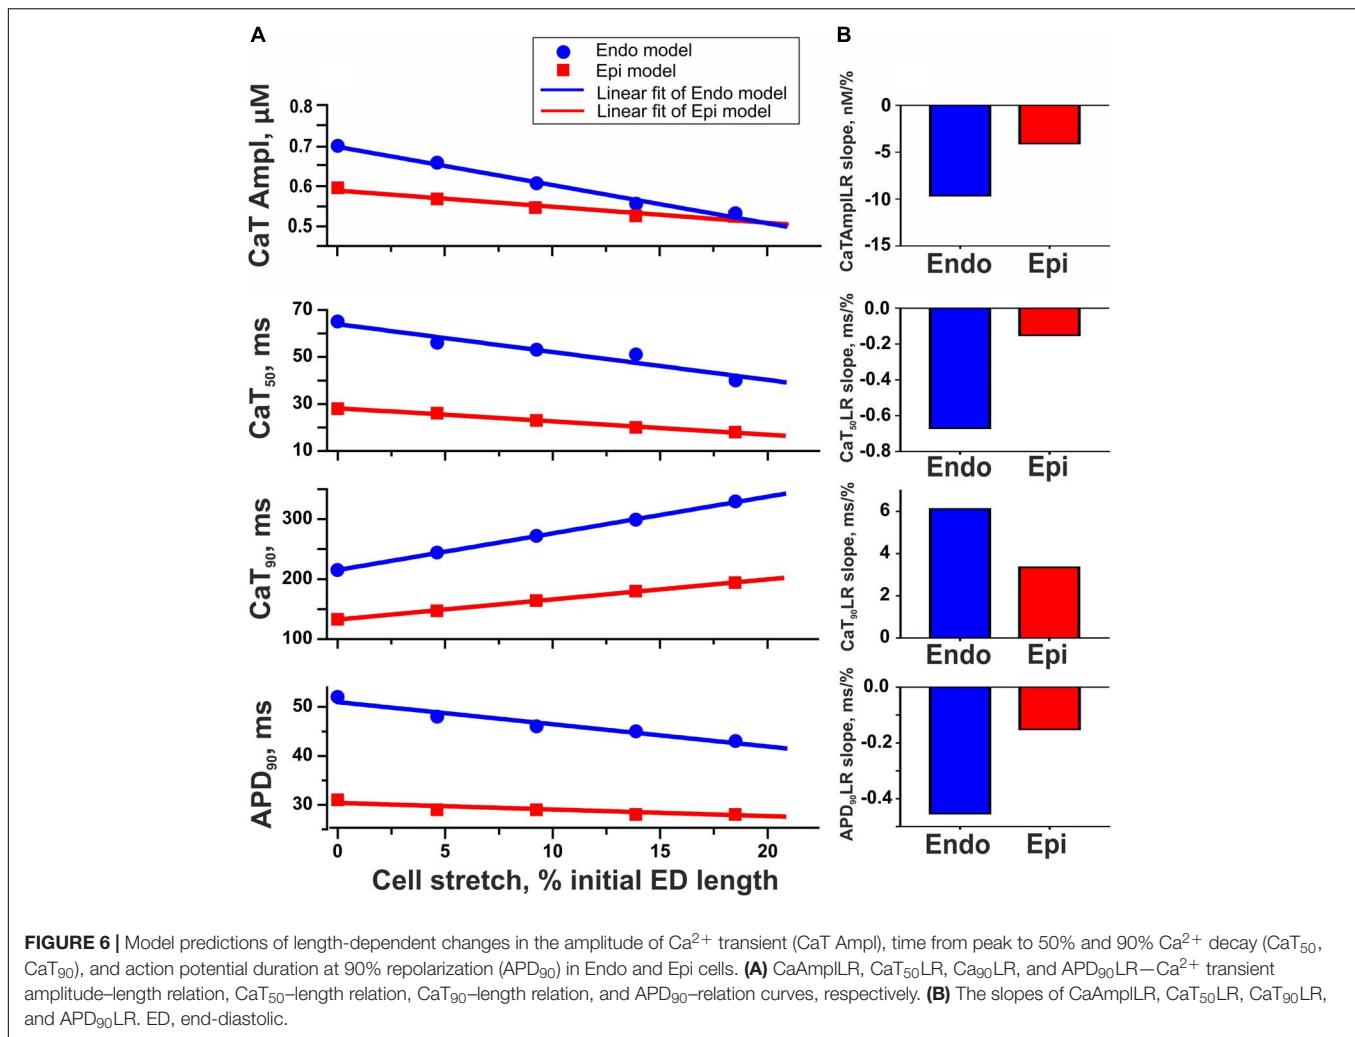 A
B
Endo model
Epi model
Linear fit of Endo model
Linear fit of Epi model
CaT Ampl, µM
0.8
0.7
0.6
0.5
CaTAmplLR slope, nM/%
0
-5
-10
-15
Endo Epi
CaT50, ms
70
50
30
10
CaT50LR slope, ms/%
0.0
-0.2
-0.4
-0.6
-0.8
Endo Epi
CaT90, ms
300
200
100
CaT90LR slope, ms/%
6
4
2
0
Endo Epi
APD90, ms
50
40
30
0 5 10 15 20
Cell stretch, % initial ED length
APD90LR slope, ms/%
0.0
-0.2
-0.4
Endo Epi
FIGURE 6 | Model predictions of length-dependent changes in the amplitude of Ca2+ transient (CaT Ampl), time from peak to 50% and 90% Ca2+ decay (CaT50,
CaT90), and action potential duration at 90% repolarization (APD90) in Endo and Epi cells. (A) CaAmplLR, CaT50LR, Ca90LR, and APD90LR—Ca2+ transient
amplitude–length relation, CaT50–length relation, CaT90–length relation, and APD90–relation curves, respectively. (B) The slopes of CaAmplLR, CaT50LR, CaT90LR,
and APD90LR. ED, end-diastolic.